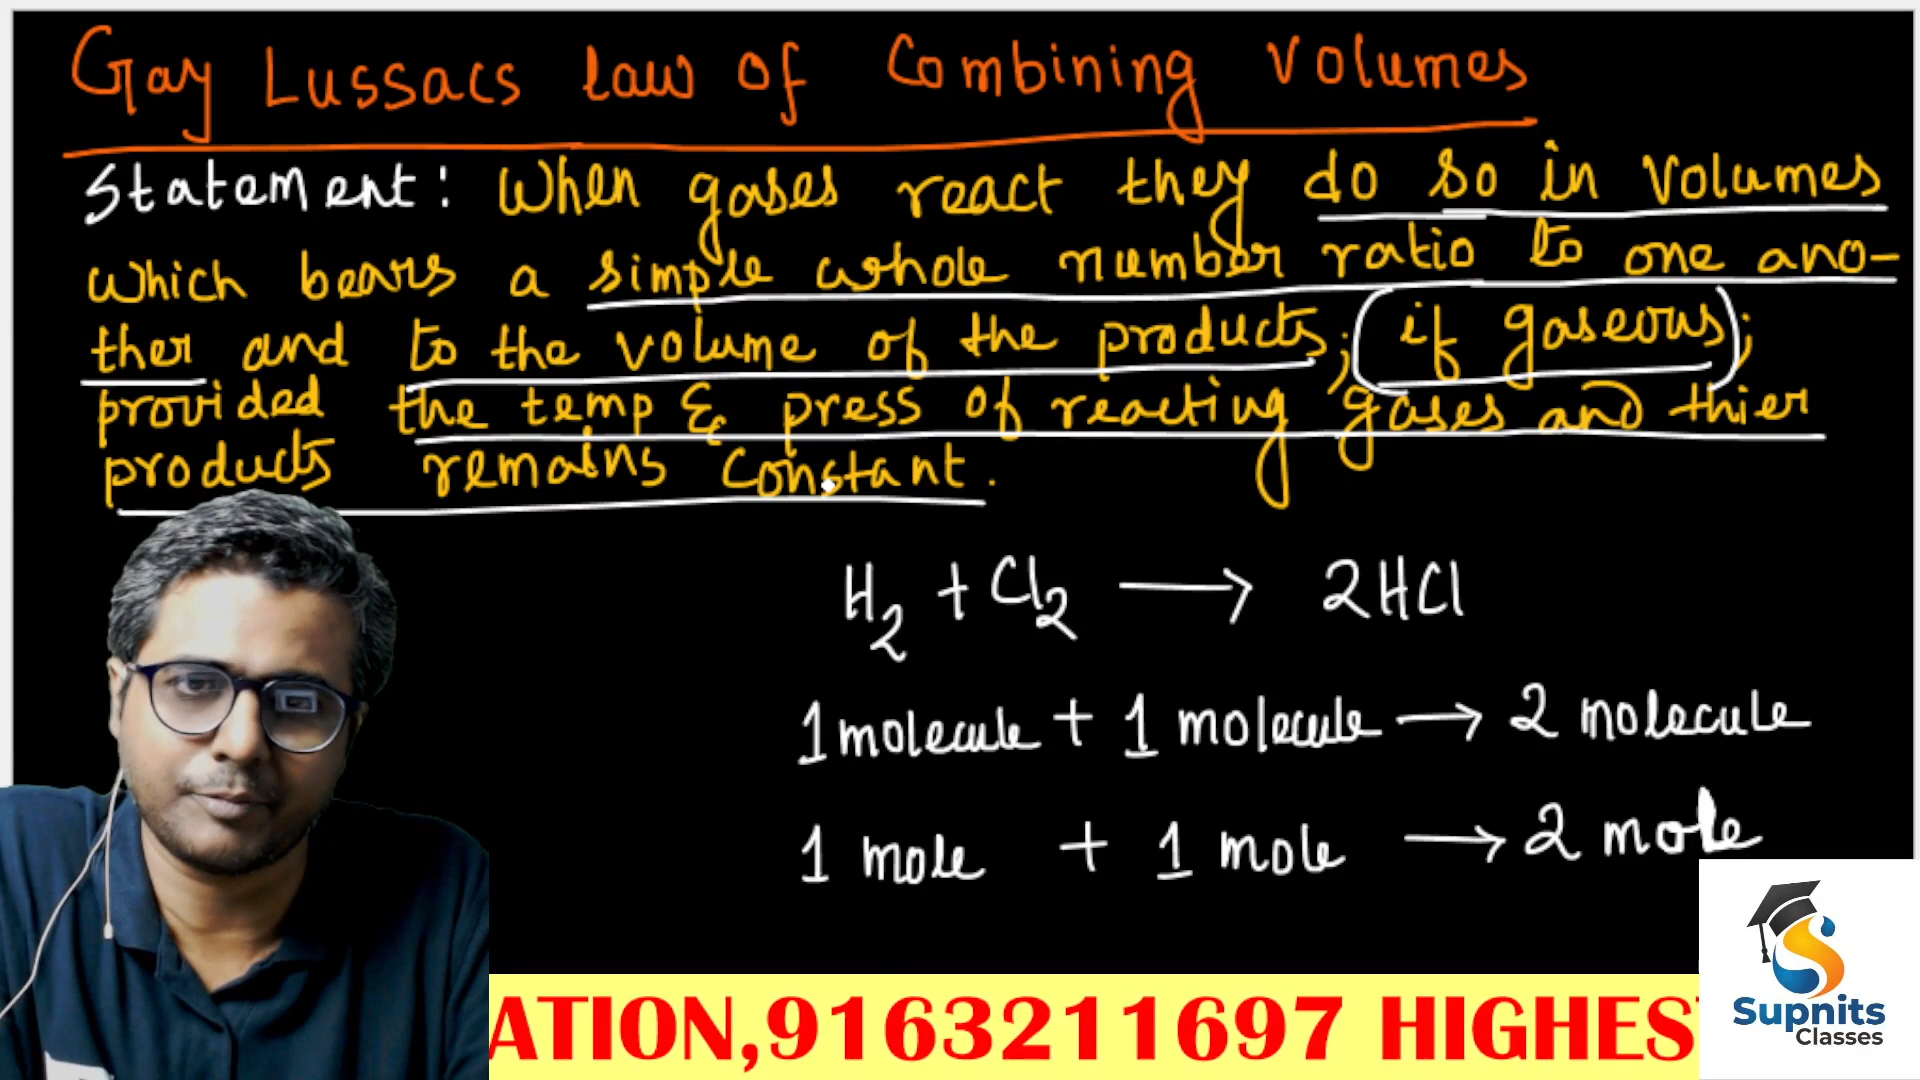 Gay Lussacs law of Combining Volumes
Statement: When gases react they do so in volumes
which bears a simple whole number ratio to one ano-
ther and to the volume of the products; (if gaseous);
provided the temp & press of reacting gases and thier
products remains constant.
H₂ + Cl₂ ⟶ 2HCl
1 molecule + 1 molecule ⟶ 2 molecule
1 mole + 1 mole ⟶ 2 mole
ATION,9163211697 HIGHES
Supnits
Classes